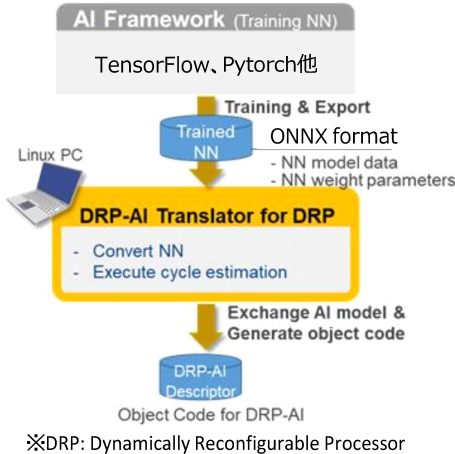 AI Framework (Training NN)
TensorFlow、Pytorch他
Training & Export
Trained
NN
ONNX format
- NN model data
- NN weight parameters
Linux PC
DRP-AI Translator for DRP
- Convert NN
- Execute cycle estimation
Exchange AI model &
Generate object code
DRP-AI
Descriptor
Object Code for DRP-AI
※DRP: Dynamically Reconfigurable Processor